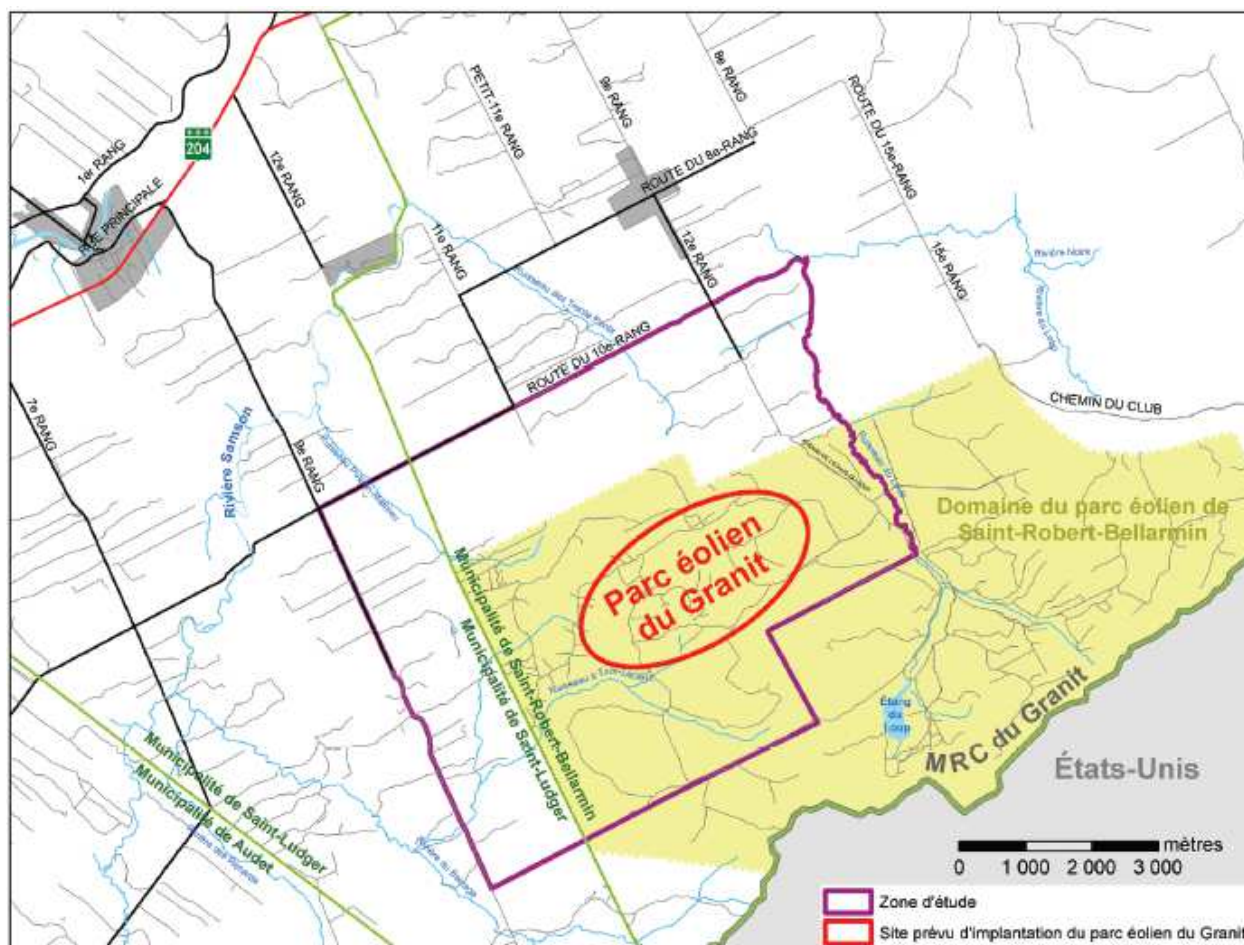 8e RANG
9e RANG
PETIT-11e RANG
ROUTE DU 15e-RANG
204
1er RANG
12e RANG
ROUTE DU 8e-RANG
RUE PRINCIPALE
11e RANG
12e RANG
15e RANG
Rivière Noire
Rivière du Loup
ROUTE DU 10e-RANG
CHEMIN DU CLUB
7e RANG
9e RANG
Rivière Samson
Domaine du parc éolien de
Saint-Robert-Bellarmin
Parc éolien
du Granit
Municipalité de Saint-Robert-Bellarmin
Municipalité de Saint-Ludger
Étang
du
Loup
MRC du Granit
États-Unis
Municipalité de Saint-Ludger
Municipalité de Audet
mètres
0 1 000 2 000 3 000
Zone d'étude
Site prévu d'implantation du parc éolien du Granit